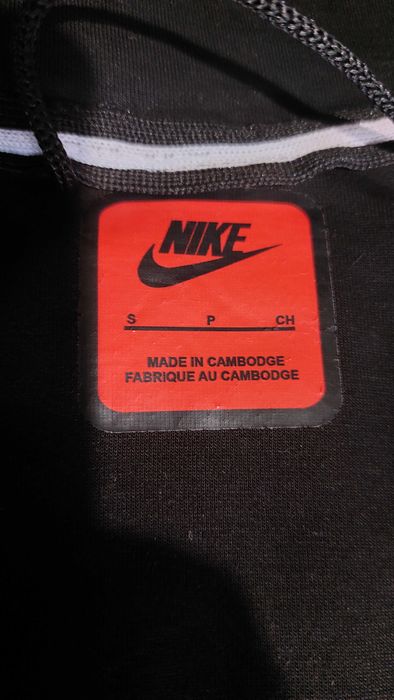 NIKE
S P CH
MADE IN CAMBODGE
FABRIQUE AU CAMBODGE